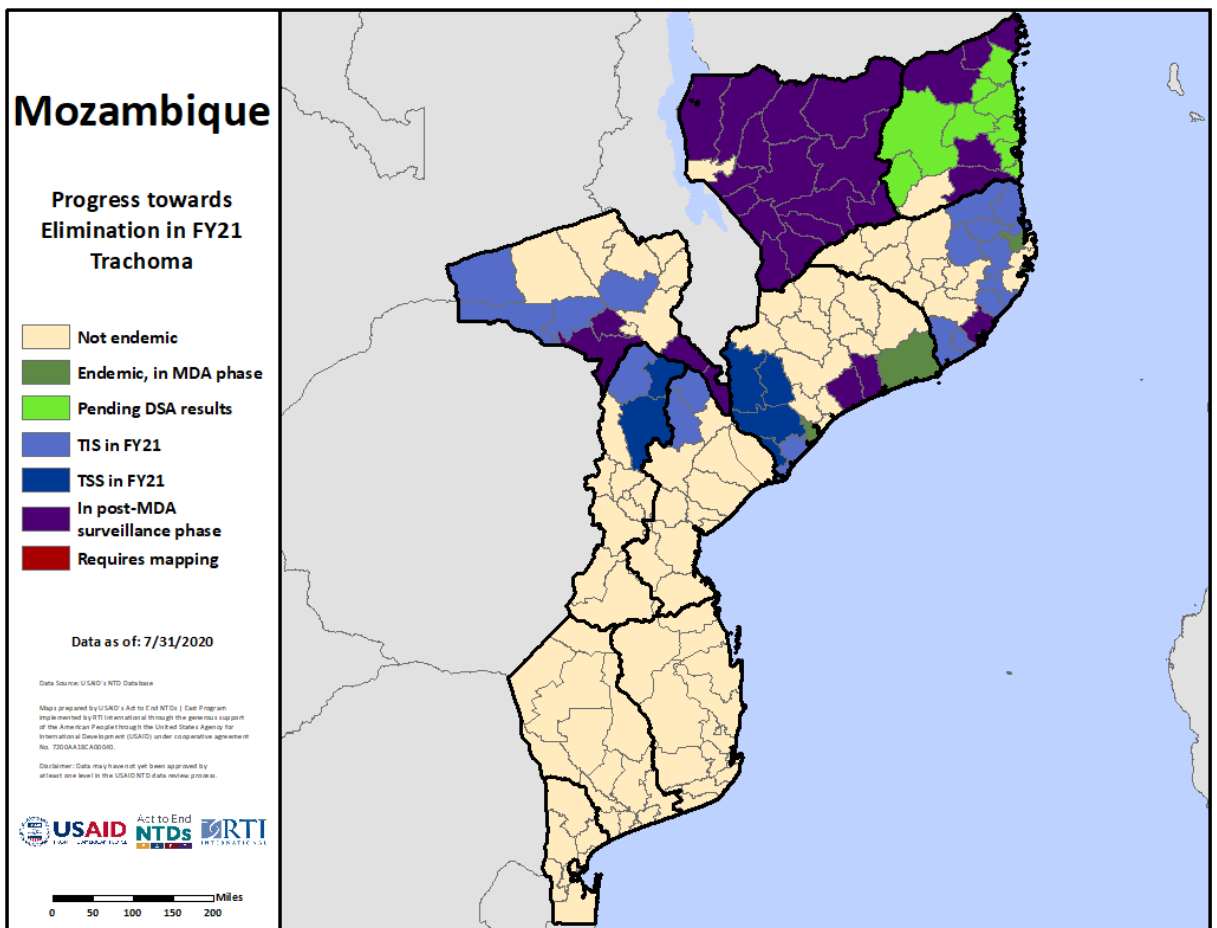 Mozambique
Progress towards
Elimination in FY21
Trachoma
Not endemic
Endemic, in MDA phase
Pending DSA results
TIS in FY21
TSS in FY21
In post-MDA
surveillance phase
Requires mapping
Data as of: 7/31/2020
Data Source: USAID's NTD Database
Maps prepared by USAID's Act to End NTDs | East Program
implemented by RTI International through the generous support
of the American People through the United States Agency for
International Development (USAID) under cooperative agreement
No. 7200AA18CA00040.
Disclaimer: Data may have not yet been approved by
at least one level in the USAID NTD data review process.
USAID
Act to End
NTDs
RTI
INTERNATIONAL
Miles
0 50 100 150 200